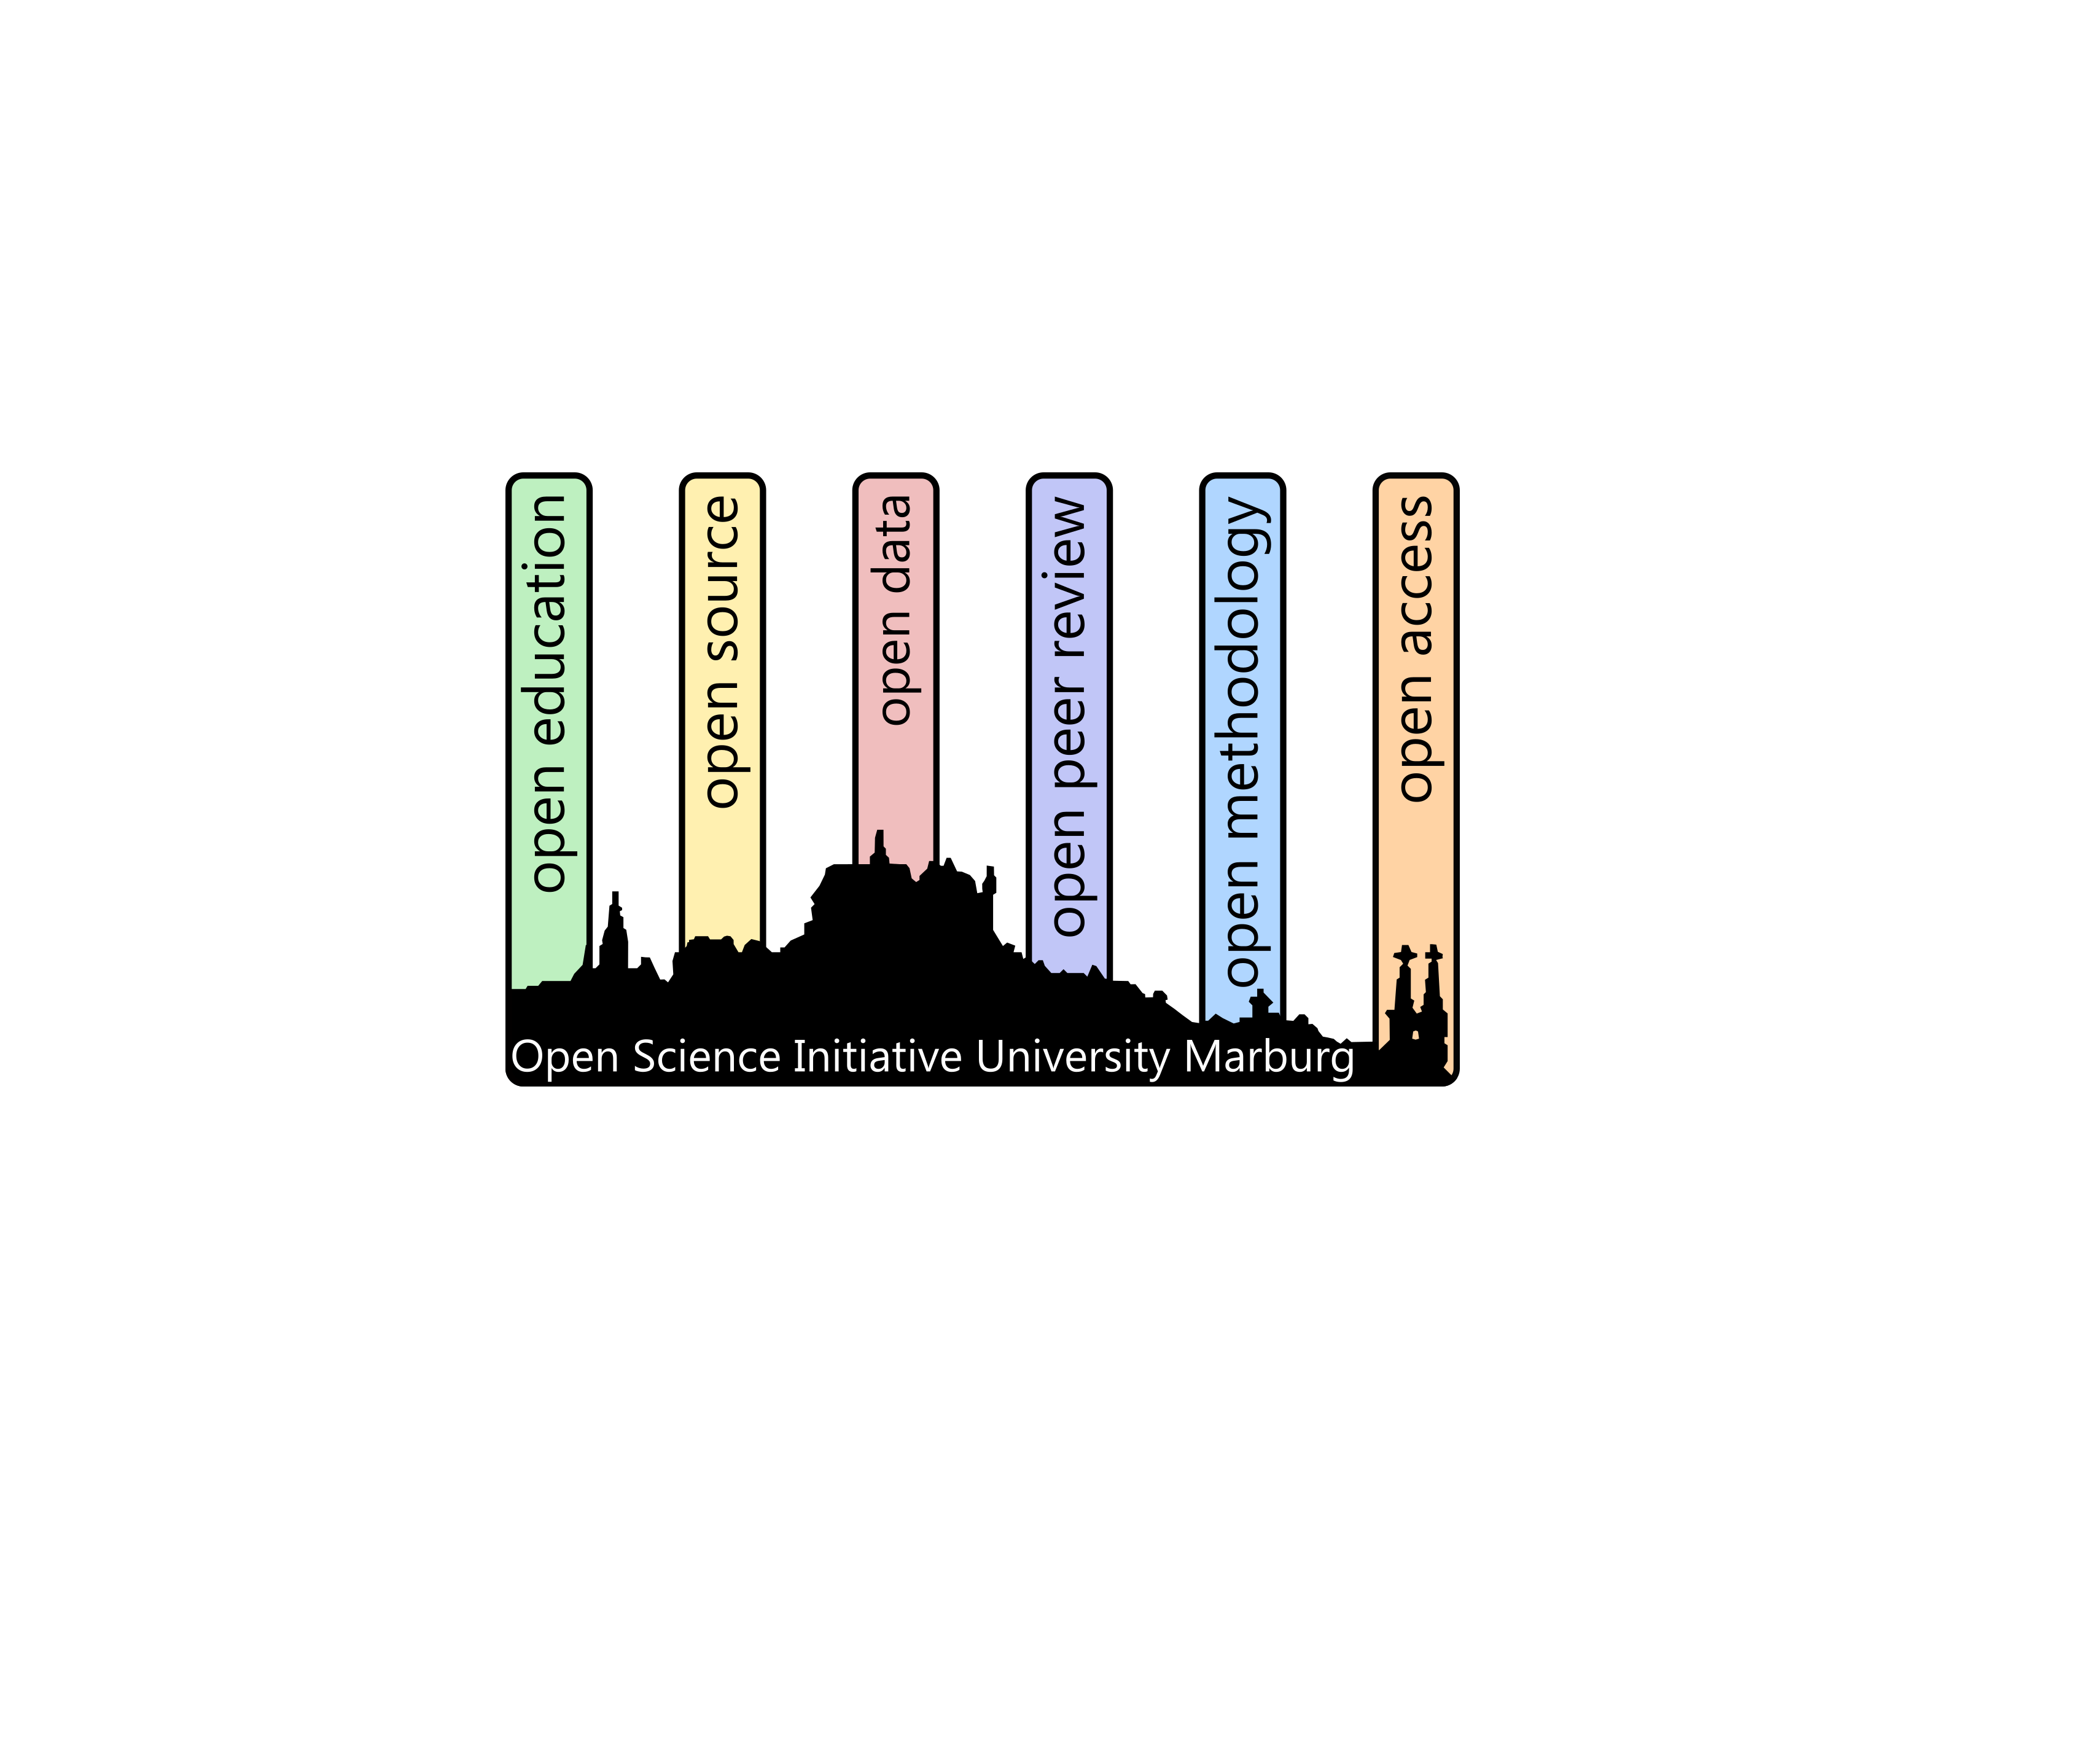 open education
open source
open data
open peer review
open methodology
open access
Open Science Initiative University Marburg